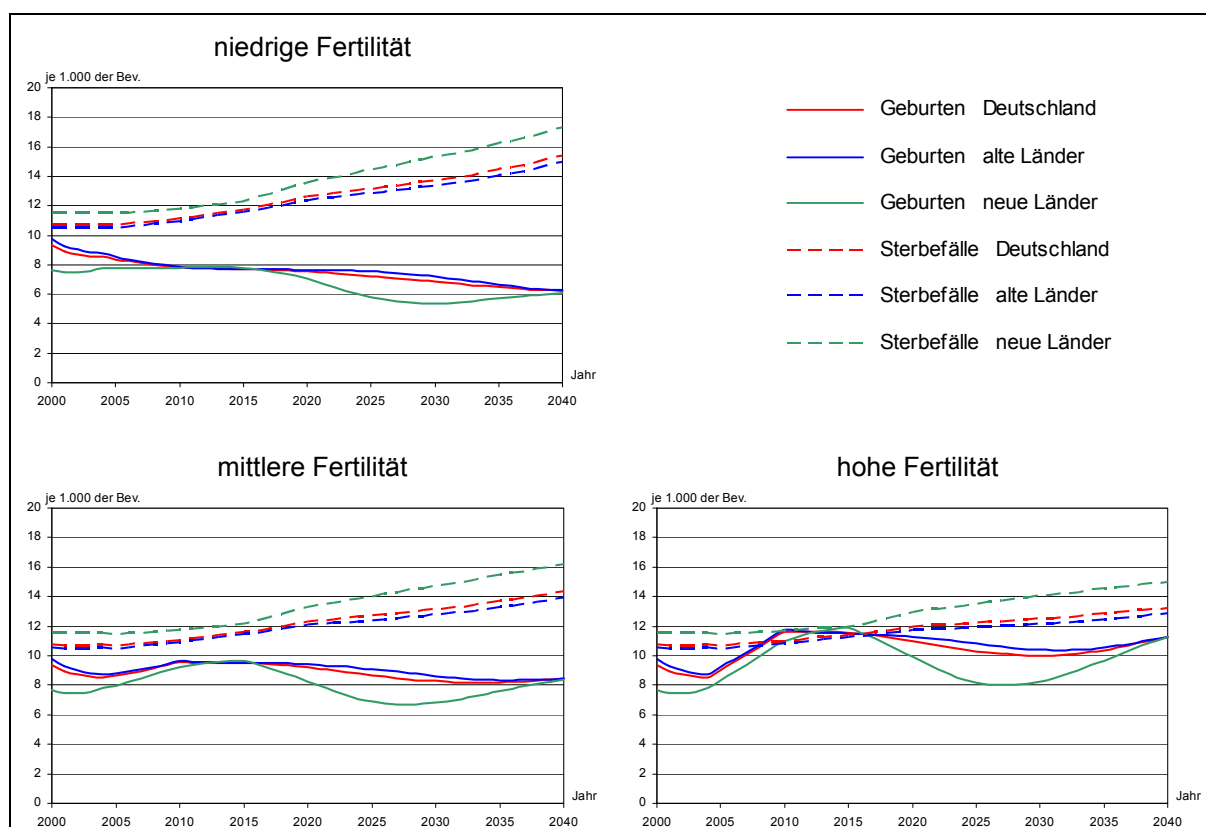 niedrige Fertilität
je 1.000 der Bev.
20
18
16
14
12
10
8
6
4
2
0
Jahr
2000 2005 2010 2015 2020 2025 2030 2035 2040
Geburten Deutschland
Geburten alte Länder
Geburten neue Länder
Sterbefälle Deutschland
Sterbefälle alte Länder
Sterbefälle neue Länder
mittlere Fertilität
je 1.000 der Bev.
20
18
16
14
12
10
8
6
4
2
0
Jahr
2000 2005 2010 2015 2020 2025 2030 2035 2040
hohe Fertilität
je 1.000 der Bev.
20
18
16
14
12
10
8
6
4
2
0
Jahr
2000 2005 2010 2015 2020 2025 2030 2035 2040